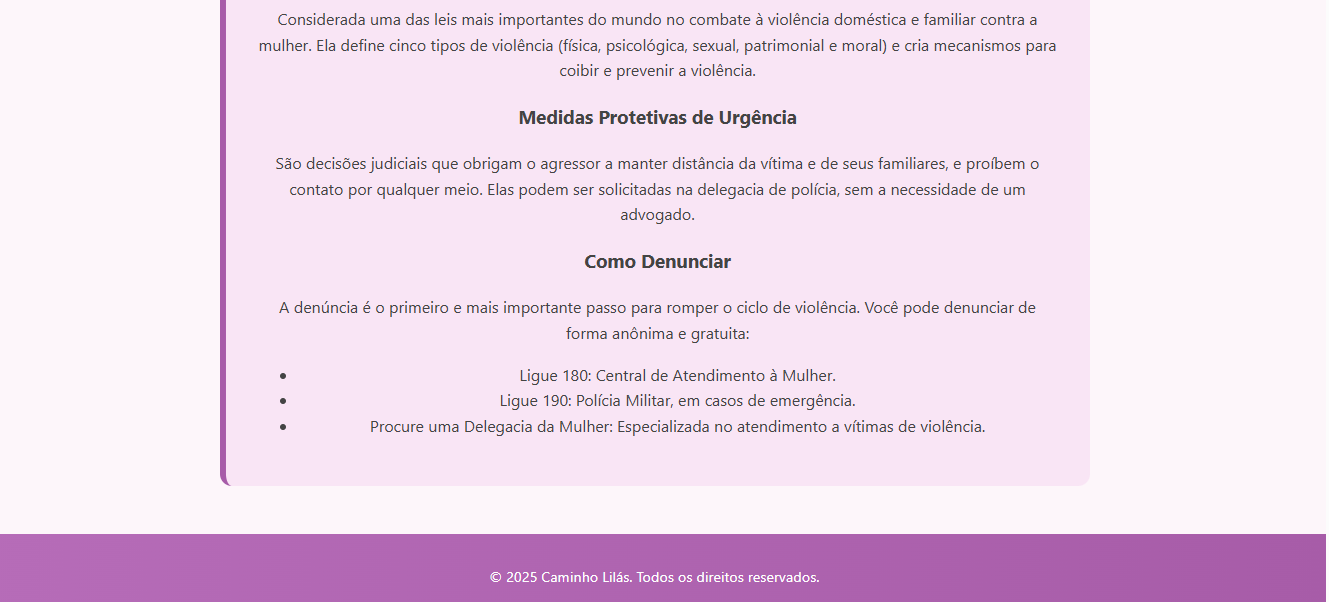 Considerada uma das leis mais importantes do mundo no combate à violência doméstica e familiar contra a
mulher. Ela define cinco tipos de violência (física, psicológica, sexual, patrimonial e moral) e cria mecanismos para
coibir e prevenir a violência.
Medidas Protetivas de Urgência
São decisões judiciais que obrigam o agressor a manter distância da vítima e de seus familiares, e proíbem o
contato por qualquer meio. Elas podem ser solicitadas na delegacia de polícia, sem a necessidade de um
advogado.
Como Denunciar
A denúncia é o primeiro e mais importante passo para romper o ciclo de violência. Você pode denunciar de
forma anônima e gratuita:
• Ligue 180: Central de Atendimento à Mulher.
• Ligue 190: Polícia Militar, em casos de emergência.
• Procure uma Delegacia da Mulher: Especializada no atendimento a vítimas de violência.
© 2025 Caminho Lilás. Todos os direitos reservados.